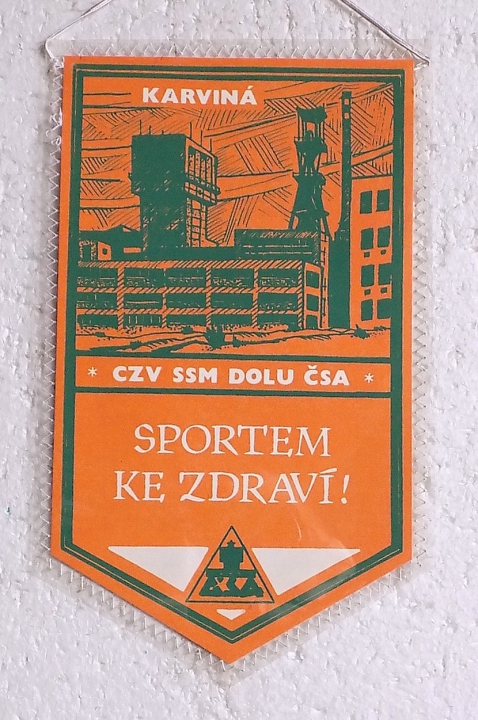 KARVINÁ
* CZV SSM DOLU ČSA *
SPORTEM
KE ZDRAVÍ!